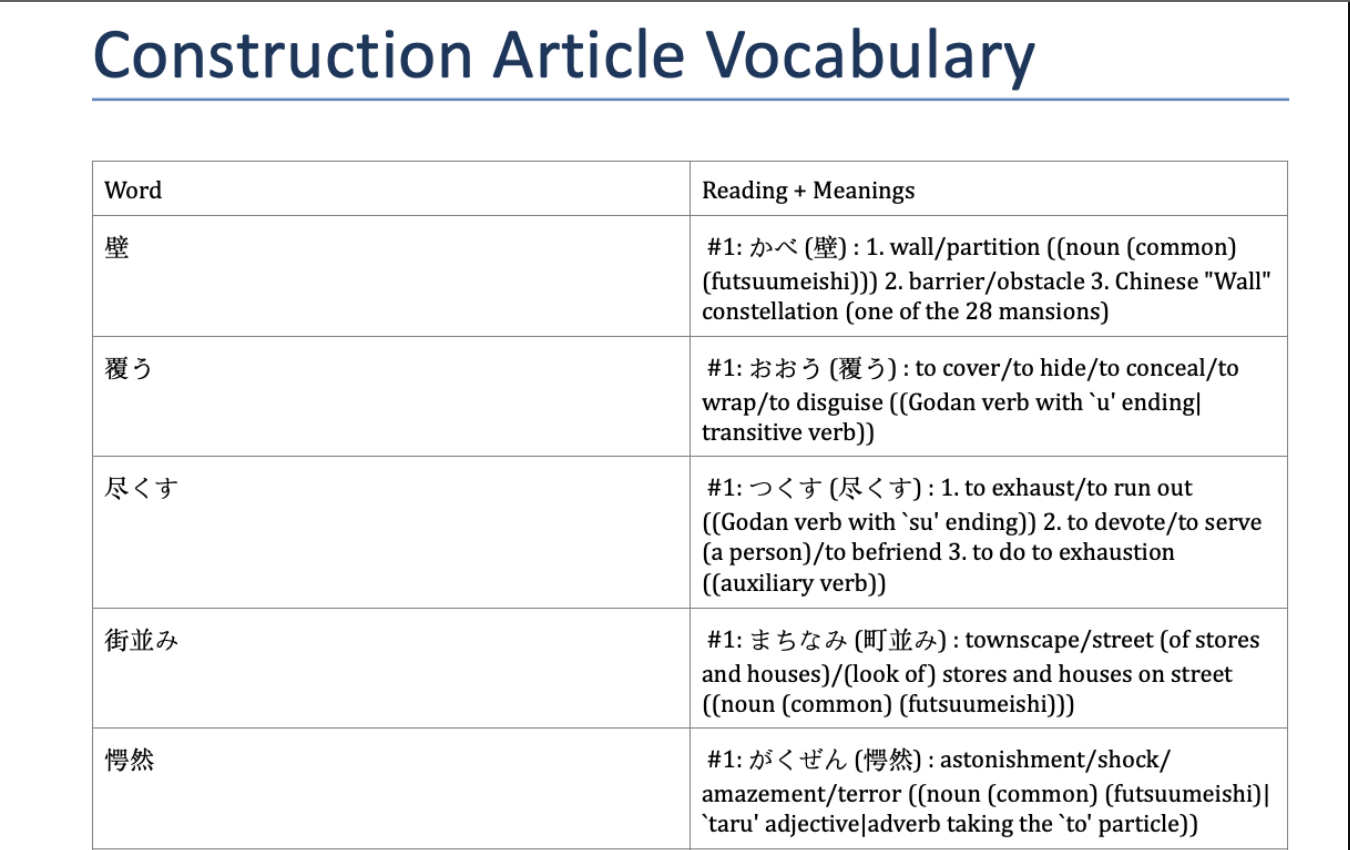 Construction Article Vocabulary
Word
Reading + Meanings
壁
#1: かべ (壁) : 1. wall/partition ((noun (common)
(futsuumeishi))) 2. barrier/obstacle 3. Chinese "Wall"
constellation (one of the 28 mansions)
覆う
#1: おおう (覆う) : to cover/to hide/to conceal/to
wrap/to disguise ((Godan verb with `u' ending|
transitive verb))
尽くす
#1: つくす (尽くす) : 1. to exhaust/to run out
((Godan verb with `su' ending)) 2. to devote/to serve
(a person)/to befriend 3. to do to exhaustion
((auxiliary verb))
街並み
#1: まちなみ (町並み) : townscape/street (of stores
and houses)/(look of) stores and houses on street
((noun (common) (futsuumeishi)))
愕然
#1: がくぜん (愕然) : astonishment/shock/
amazement/terror ((noun (common) (futsuumeishi)|
`taru' adjective|adverb taking the `to' particle))